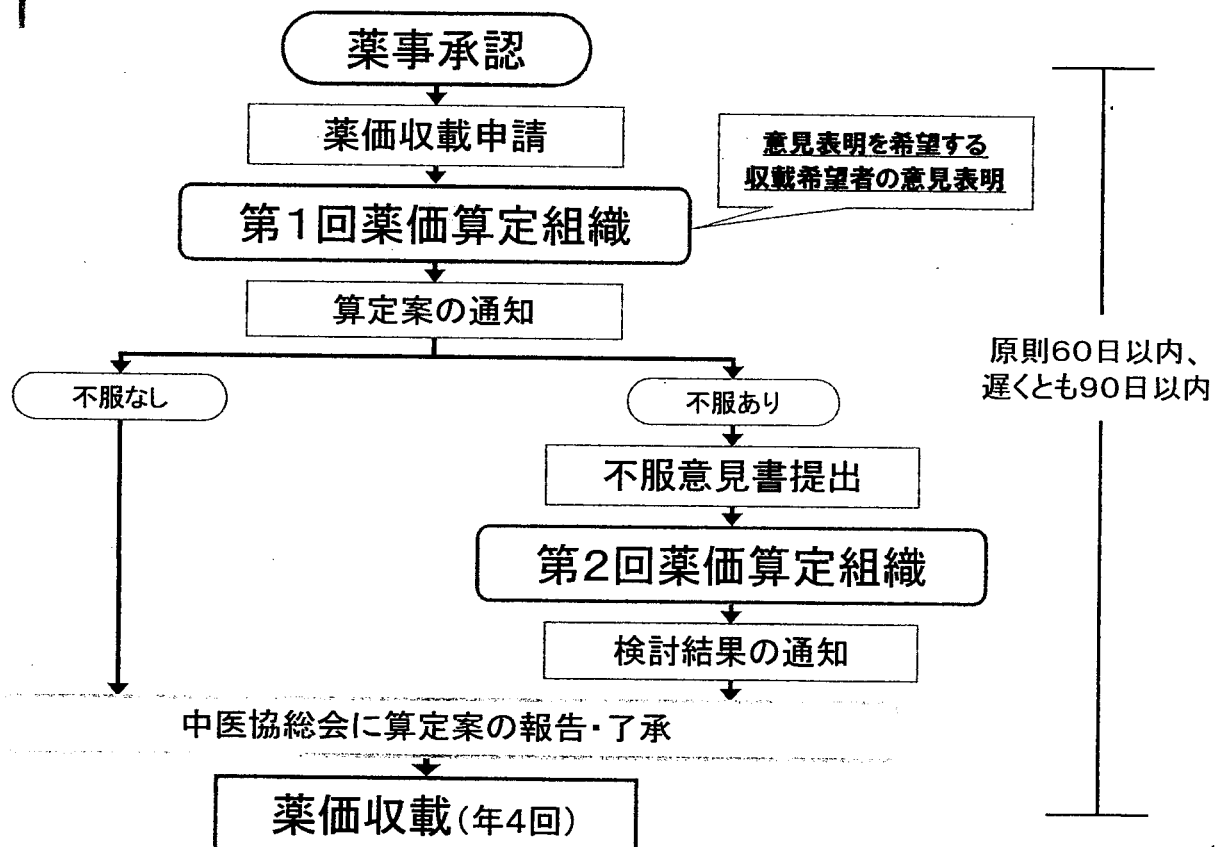 薬事承認
薬価収載申請
意見表明を希望する
収載希望者の意見表明
第1回薬価算定組織
算定案の通知
原則60日以内、
遅くとも90日以内
不服なし
不服あり
不服意見書提出
第2回薬価算定組織
検討結果の通知
中医協総会に算定案の報告・了承
薬価収載(年4回)